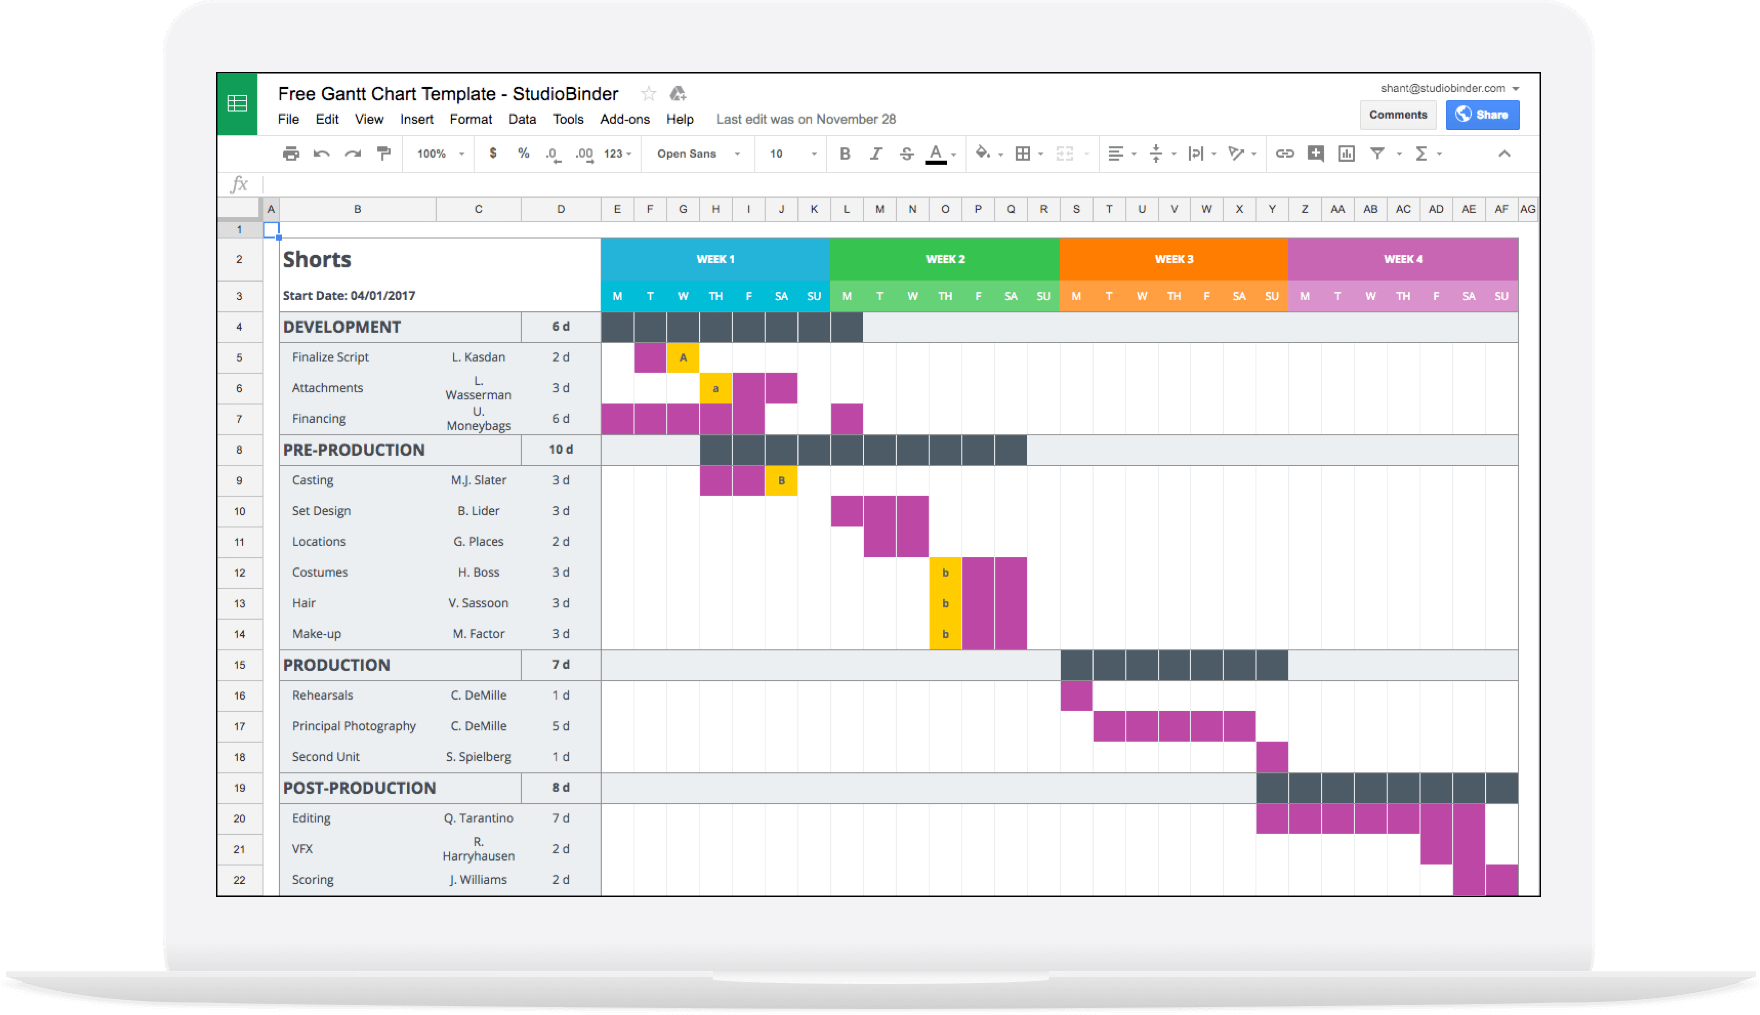 Free Gantt Chart Template - StudioBinder
shant@studiobinder.com
File Edit View Insert Format Data Tools Add-ons Help Last edit was on November 28
Comments Share
100% $ % .0 .00 123 Open Sans 10 B I S A
fx
A B C D E F G H I J K L M N O P Q R S T U V W X Y Z AA AB AC AD AE AF AG
1
2 Shorts WEEK 1 WEEK 2 WEEK 3 WEEK 4
3 Start Date: 04/01/2017 M T W TH F SA SU M T W TH F SA SU M T W TH F SA SU M T W TH F SA SU
4 DEVELOPMENT 6 d
5 Finalize Script L. Kasdan 2 d A
6 Attachments L. Wasserman 3 d a
7 Financing U. Moneybags 6 d
8 PRE-PRODUCTION 10 d
9 Casting M.J. Slater 3 d B
10 Set Design B. Lider 3 d
11 Locations G. Places 2 d
12 Costumes H. Boss 3 d b
13 Hair V. Sassoon 3 d b
14 Make-up M. Factor 3 d b
15 PRODUCTION 7 d
16 Rehearsals C. DeMille 1 d
17 Principal Photography C. DeMille 5 d
18 Second Unit S. Spielberg 1 d
19 POST-PRODUCTION 8 d
20 Editing Q. Tarantino 7 d
21 VFX R. Harryhausen 2 d
22 Scoring J. Williams 2 d